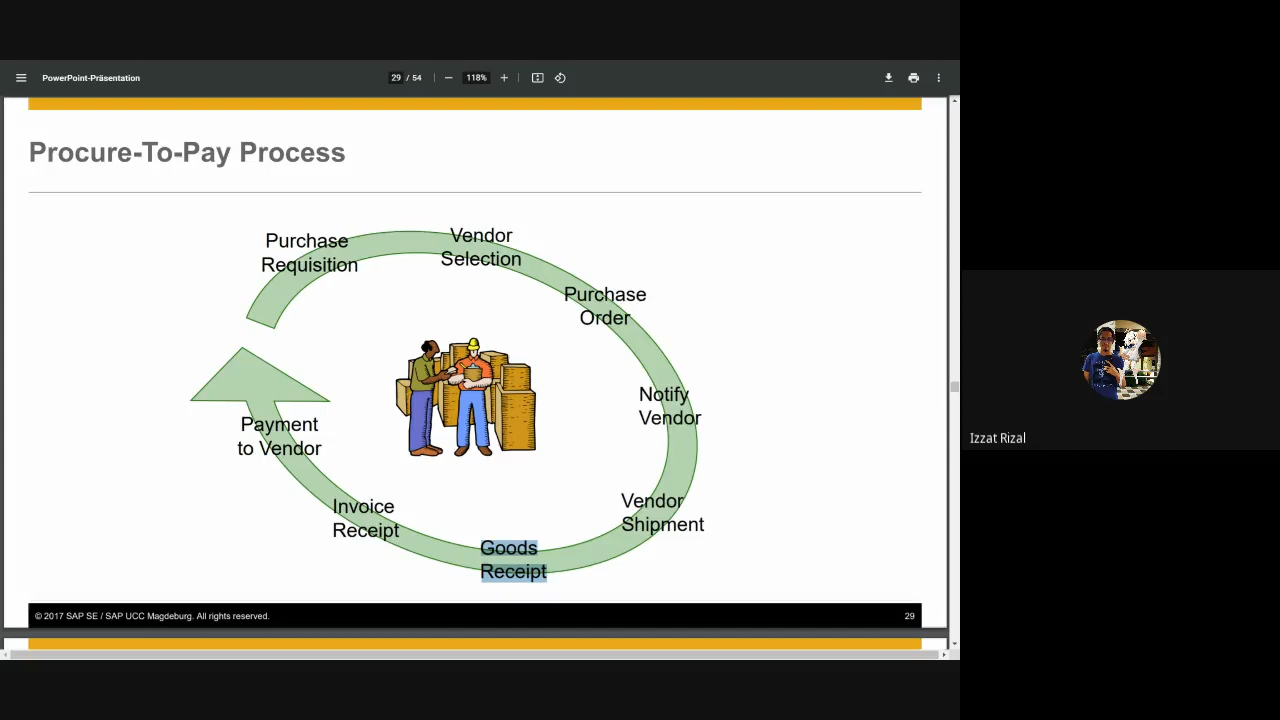 PowerPoint-Präsentation
29 / 54
118%
Procure-To-Pay Process
Purchase
Requisition
Vendor
Selection
Purchase
Order
Notify
Vendor
Vendor
Shipment
Goods
Receipt
Invoice
Receipt
Payment
to Vendor
© 2017 SAP SE / SAP UCC Magdeburg. All rights reserved.
29
Izzat Rizal